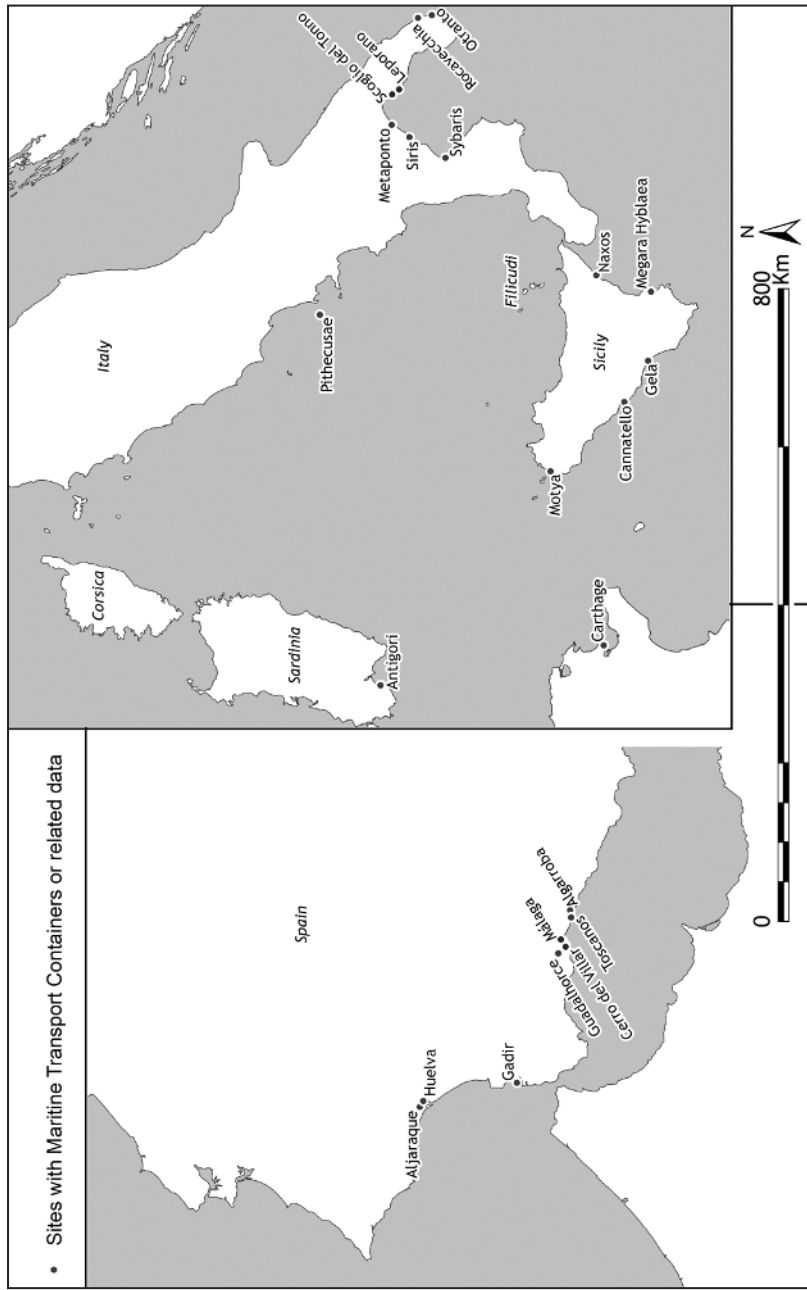 • Sites with Maritine Transport Containers or related data
Spain
Aljaraque
Huelva
Gadir
Málaga
Algarroba
Guadalhorce
Cerro del Villar
Toscanos
Corsica
Italy
Sardinia
Antigori
Pithecusae
Scoglio del Tonno
Leporano
Rocavecchia
Otranto
Metaponto
Siris
Sybaris
Filicudi
Sicily
Naxos
Megara Hyblaea
Gela
Cannatello
Motya
Carthage
N
0
800
Km